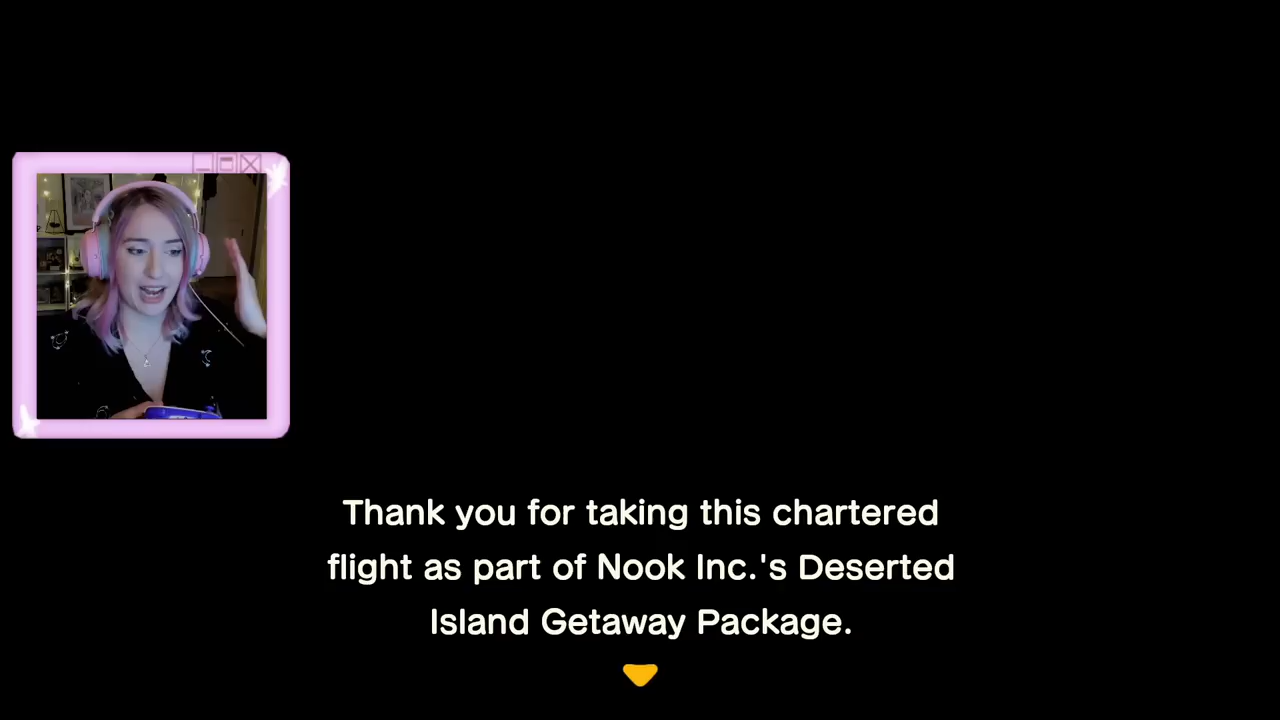 Thank you for taking this chartered
flight as part of Nook Inc.'s Deserted
Island Getaway Package.